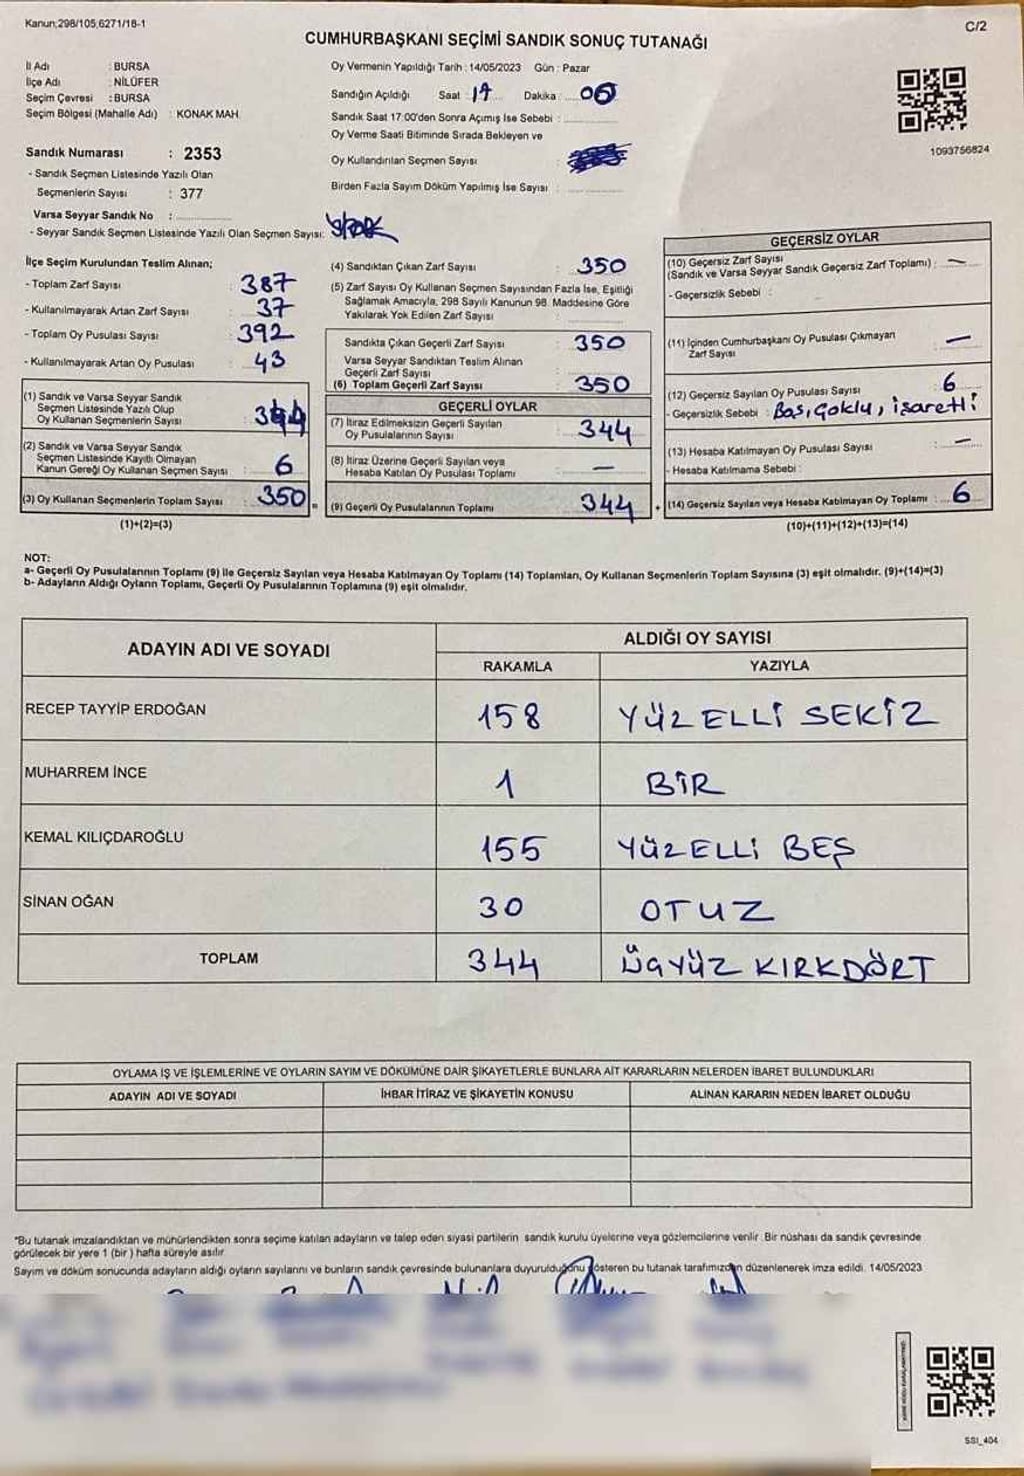 Kanun;298/105,6271/18-1
C/2
CUMHURBAŞKANI SEÇİMİ SANDIK SONUÇ TUTANAĞI
İl Adı : BURSA
İlçe Adı : NİLÜFER
Seçim Çevresi : BURSA
Seçim Bölgesi (Mahalle Adı) : KONAK MAH.
Sandık Numarası : 2353
- Sandık Seçmen Listesinde Yazılı Olan
Seçmenlerin Sayısı : 377
Varsa Seyyar Sandık No :
- Seyyar Sandık Seçmen Listesinde Yazılı Olan Seçmen Sayısı:
Oy Vermenin Yapıldığı Tarih : 14/05/2023 Gün : Pazar
Sandığın Açıldığı Saat : 17 Dakika : 05
Sandık Saat 17:00'den Sonra Açımış İse Sebebi :
Oy Verme Saati Bitiminde Sırada Bekleyen ve
Oy Kullandırılan Seçmen Sayısı :
Birden Fazla Sayım Döküm Yapılmış İse Sayısı :
1093756824
İlçe Seçim Kurulundan Teslim Alınan;
- Toplam Zarf Sayısı : 387
- Kullanılmayarak Artan Zarf Sayısı : 37
- Toplam Oy Pusulası Sayısı : 392
- Kullanılmayarak Artan Oy Pusulası : 43
(1) Sandık ve Varsa Seyyar Sandık
Seçmen Listesinde Yazılı Olup
Oy Kullanan Seçmenlerin Sayısı : 344
(2) Sandık ve Varsa Seyyar Sandık
Seçmen Listesinde Kayıtlı Olmayan
Kanun Gereği Oy Kullanan Seçmen Sayısı : 6
(3) Oy Kullanan Seçmenlerin Toplam Sayısı : 350 =
(1)+(2)=(3)
(4) Sandıktan Çıkan Zarf Sayısı : 350
(5) Zarf Sayısı Oy Kullanan Seçmen Sayısından Fazla İse, Eşitliği
Sağlamak Amacıyla, 298 Sayılı Kanunun 98. Maddesine Göre
Yakılarak Yok Edilen Zarf Sayısı :
Sandıkta Çıkan Geçerli Zarf Sayısı : 350
Varsa Seyyar Sandıktan Teslim Alınan
Geçerli Zarf Sayısı :
(6) Toplam Geçerli Zarf Sayısı : 350
GEÇERLİ OYLAR
(7) İtiraz Edilmeksizin Geçerli Sayılan
Oy Pusulalarının Sayısı : 344
(8) İtiraz Üzerine Geçerli Sayılan veya
Hesaba Katılan Oy Pusulası Toplamı : —
(9) Geçerli Oy Pusulalarının Toplamı : 344 +
GEÇERSİZ OYLAR
(10) Geçersiz Zarf Sayısı
(Sandık ve Varsa Seyyar Sandık Geçersiz Zarf Toplamı) : —
- Geçersizlik Sebebi :
(11) İçinden Cumhurbaşkanı Oy Pusulası Çıkmayan
Zarf Sayısı : —
(12) Geçersiz Sayılan Oy Pusulası Sayısı : 6
- Geçersizlik Sebebi : Boş, Çoklu, işaretli
(13) Hesaba Katılmayan Oy Pusulası Sayısı : —
- Hesaba Katılmama Sebebi :
(14) Geçersiz Sayılan veya Hesaba Katılmayan Oy Toplamı : 6
(10)+(11)+(12)+(13)=(14)
NOT:
a- Geçerli Oy Pusulalarının Toplamı (9) ile Geçersiz Sayılan veya Hesaba Katılmayan Oy Toplamı (14) Toplamları, Oy Kullanan Seçmenlerin Toplam Sayısına (3) eşit olmalıdır. (9)+(14)=(3)
b- Adayların Aldığı Oyların Toplamı, Geçerli Oy Pusulalarının Toplamına (9) eşit olmalıdır.
ADAYIN ADI VE SOYADI ALDIĞI OY SAYISI
RAKAMLA YAZIYLA
RECEP TAYYİP ERDOĞAN 158 YÜZELLİ SEKİZ
MUHARREM İNCE 1 BİR
KEMAL KILIÇDAROĞLU 155 YÜZELLİ BEŞ
SİNAN OĞAN 30 OTUZ
TOPLAM 344 ÜÇYÜZ KIRKDÖRT
OYLAMA İŞ VE İŞLEMLERİNE VE OYLARIN SAYIM VE DÖKÜMÜNE DAİR ŞİKAYETLERLE BUNLARA AİT KARARLARIN NELERDEN İBARET BULUNDUKLARI
ADAYIN ADI VE SOYADI İHBAR İTİRAZ VE ŞİKAYETİN KONUSU ALINAN KARARIN NEDEN İBARET OLDUĞU
*Bu tutanak imzalandıktan ve mühürlendikten sonra seçime katılan adayların ve talep eden siyasi partilerin sandık kurulu üyelerine veya gözlemcilerine verilir. Bir nüshası da sandık çevresinde
görülecek bir yere 1 (bir) hafta süreyle asılır.
Sayım ve döküm sonucunda adayların aldığı oyların sayılarını ve bunların sandık çevresinde bulunanlara duyurulduğunu gösteren bu tutanak tarafımızdan düzenlenerek imza edildi. 14/05/2023
SSI_404